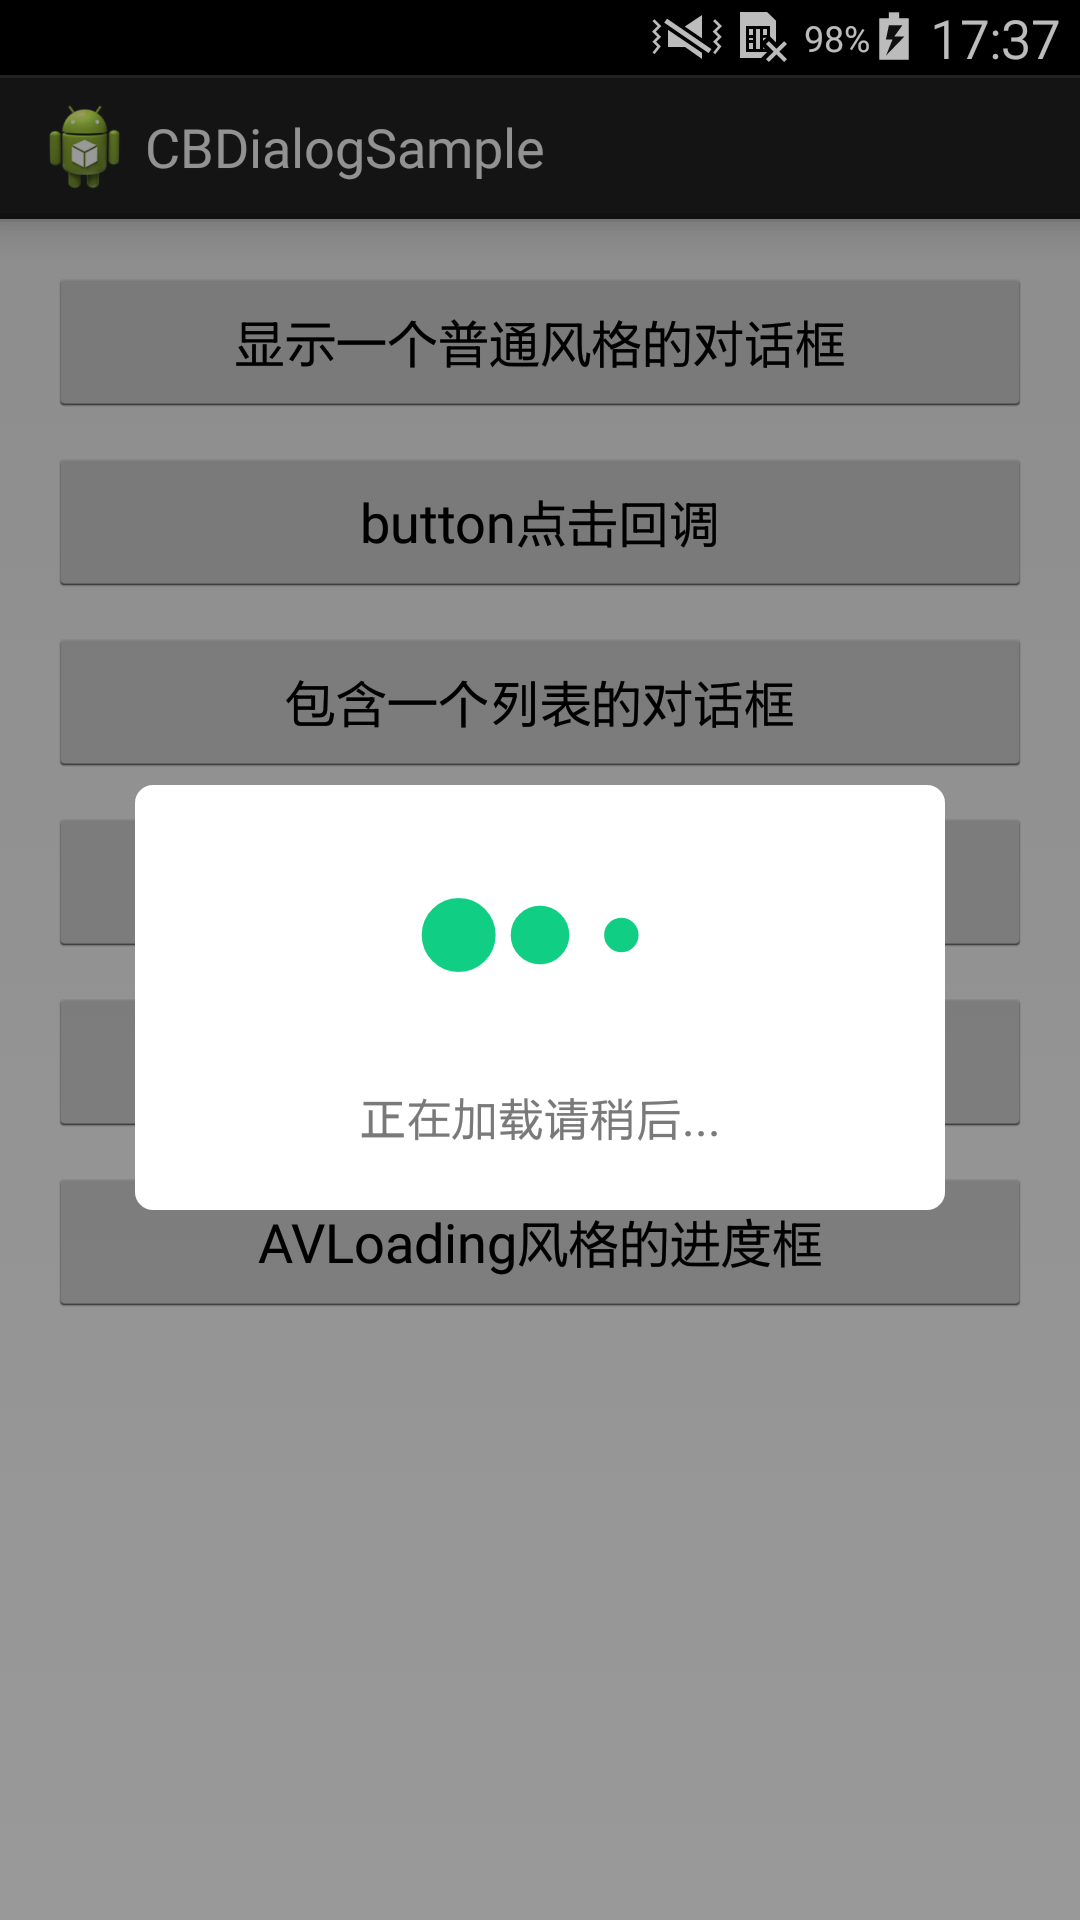 98% 17:37
CBDialogSample
显示一个普通风格的对话框
button点击回调
包含一个列表的对话框
正在加载请稍后...
AVLoading风格的进度框